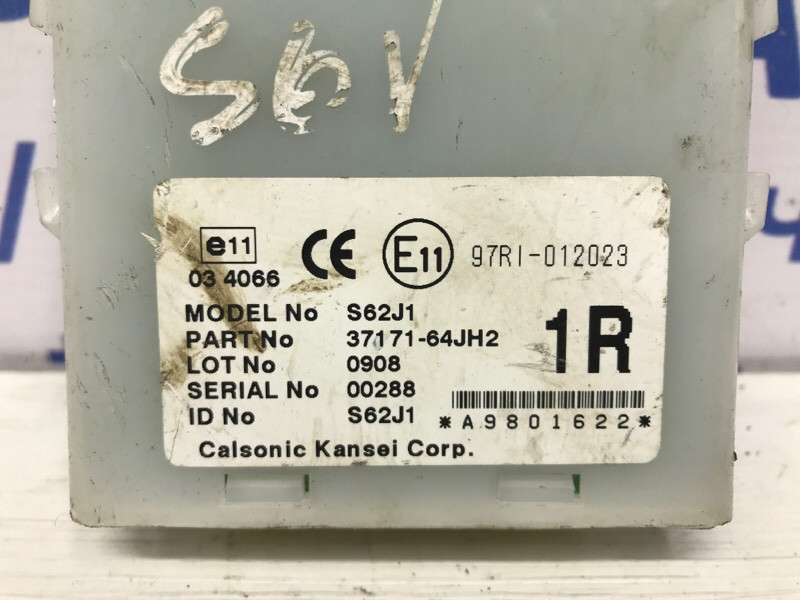 SGV
e11 CE E11 97RI-012023
03 4066
MODEL No S62J1
PART No 37171-64JH2
LOT No 0908
SERIAL No 00288
ID No S62J1
1R
*A9801622*
Calsonic Kansei Corp.